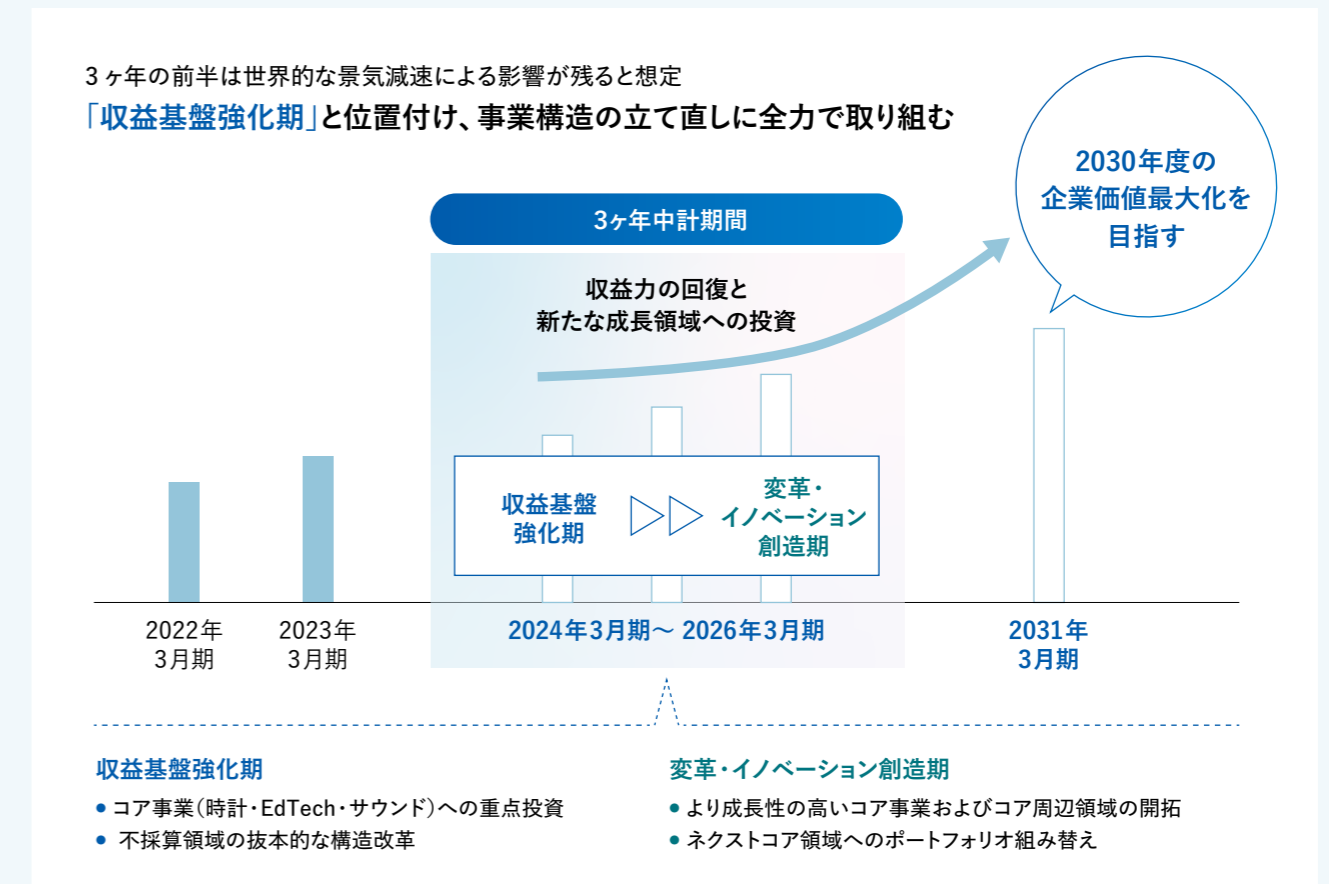 3ヶ年の前半は世界的な景気減速による影響が残ると想定
「収益基盤強化期」と位置付け、事業構造の立て直しに全力で取り組む
2030年度の
企業価値最大化を
目指す
3ヶ年中計期間
収益力の回復と
新たな成長領域への投資
収益基盤
強化期
変革・
イノベーション
創造期
2022年
3月期
2023年
3月期
2024年3月期〜2026年3月期
2031年
3月期
収益基盤強化期
● コア事業(時計・EdTech・サウンド)への重点投資
● 不採算領域の抜本的な構造改革
変革・イノベーション創造期
● より成長性の高いコア事業およびコア周辺領域の開拓
● ネクストコア領域へのポートフォリオ組み替え